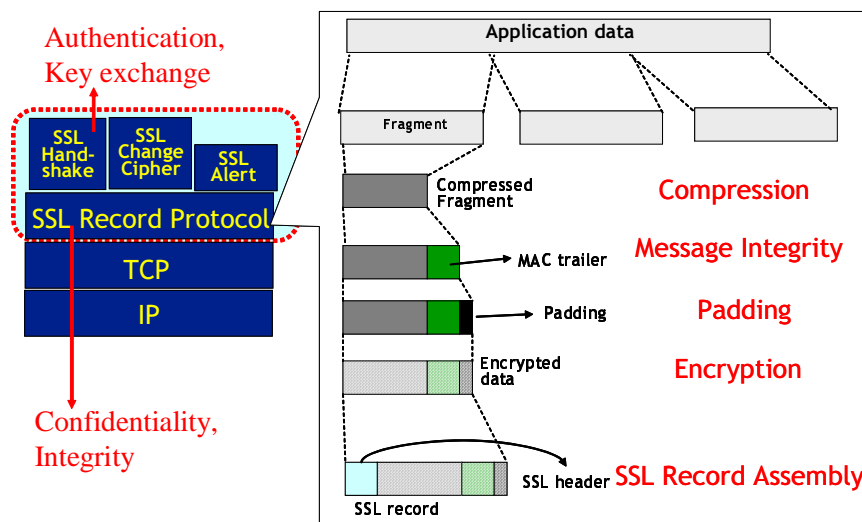 Authentication,
Key exchange
SSL
Hand-
shake
SSL
Change
Cipher
SSL
Alert
SSL Record Protocol
TCP
IP
Confidentiality,
Integrity
Application data
Fragment
Compressed
Fragment
Compression
MAC trailer
Message Integrity
Padding
Padding
Encrypted
data
Encryption
SSL header
SSL Record Assembly
SSL record